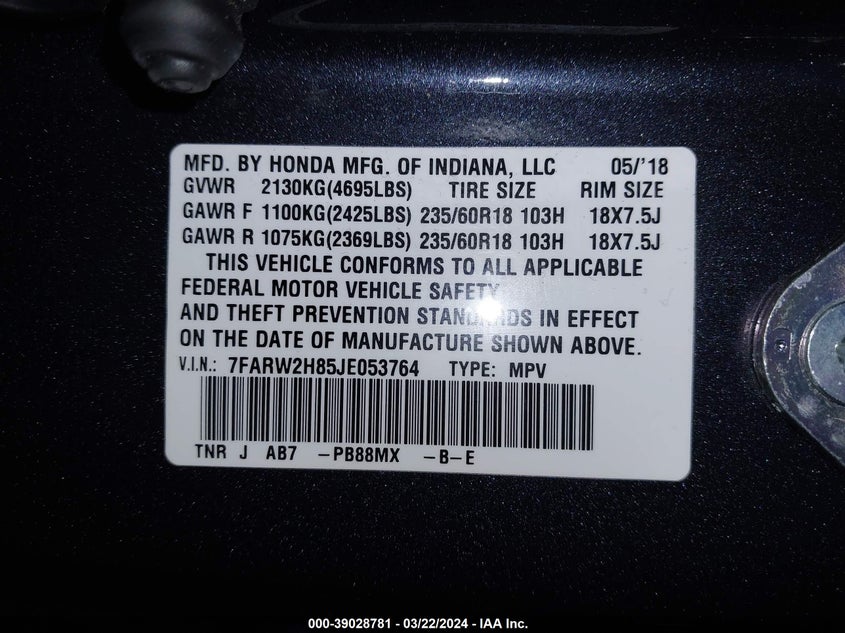 MFD. BY HONDA MFG. OF INDIANA, LLC 05/'18
GVWR 2130KG(4695LBS) TIRE SIZE RIM SIZE
GAWR F 1100KG(2425LBS) 235/60R18 103H 18X7.5J
GAWR R 1075KG(2369LBS) 235/60R18 103H 18X7.5J
THIS VEHICLE CONFORMS TO ALL APPLICABLE
FEDERAL MOTOR VEHICLE SAFETY
AND THEFT PREVENTION STANDARDS IN EFFECT
ON THE DATE OF MANUFACTURE SHOWN ABOVE.
V.I.N.: 7FARW2H85JE053764 TYPE: MPV
TNR J AB7 -PB88MX -B-E
000-39028781 - 03/22/2024 - IAA Inc.